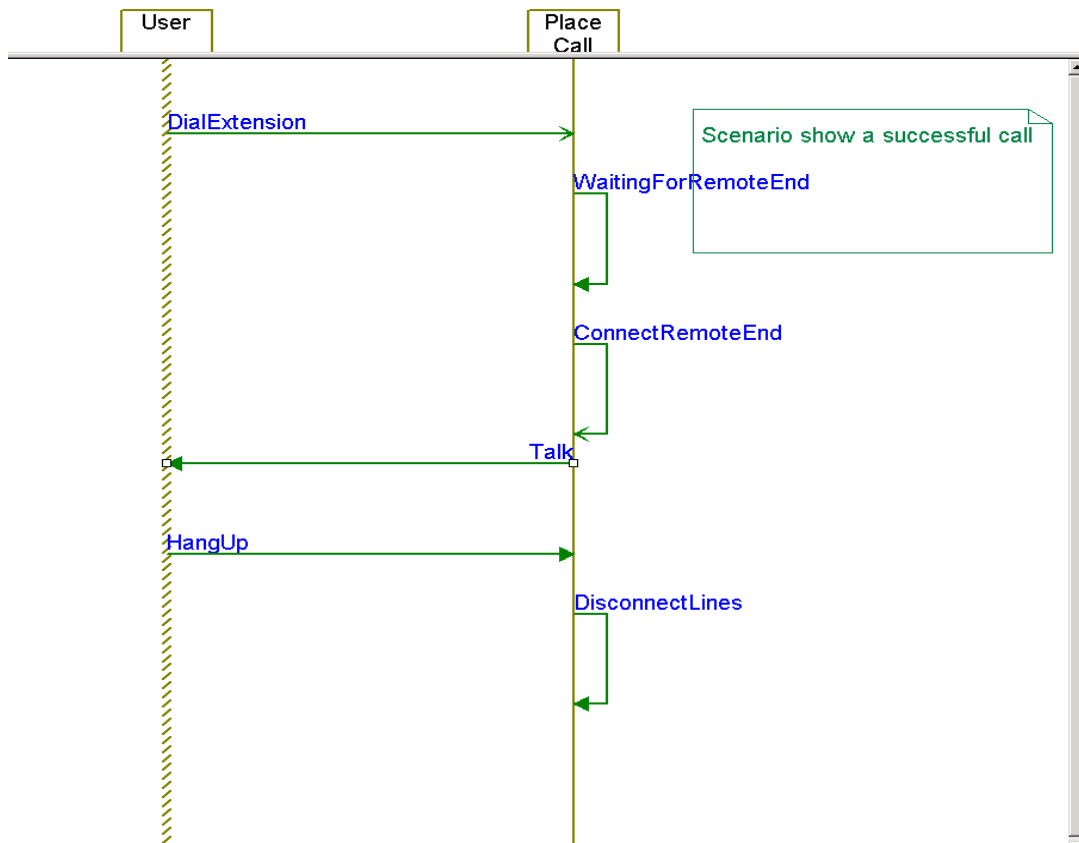 User
Place
Call
DialExtension
Scenario show a successful call
WaitingForRemoteEnd
ConnectRemoteEnd
Talk
HangUp
DisconnectLines